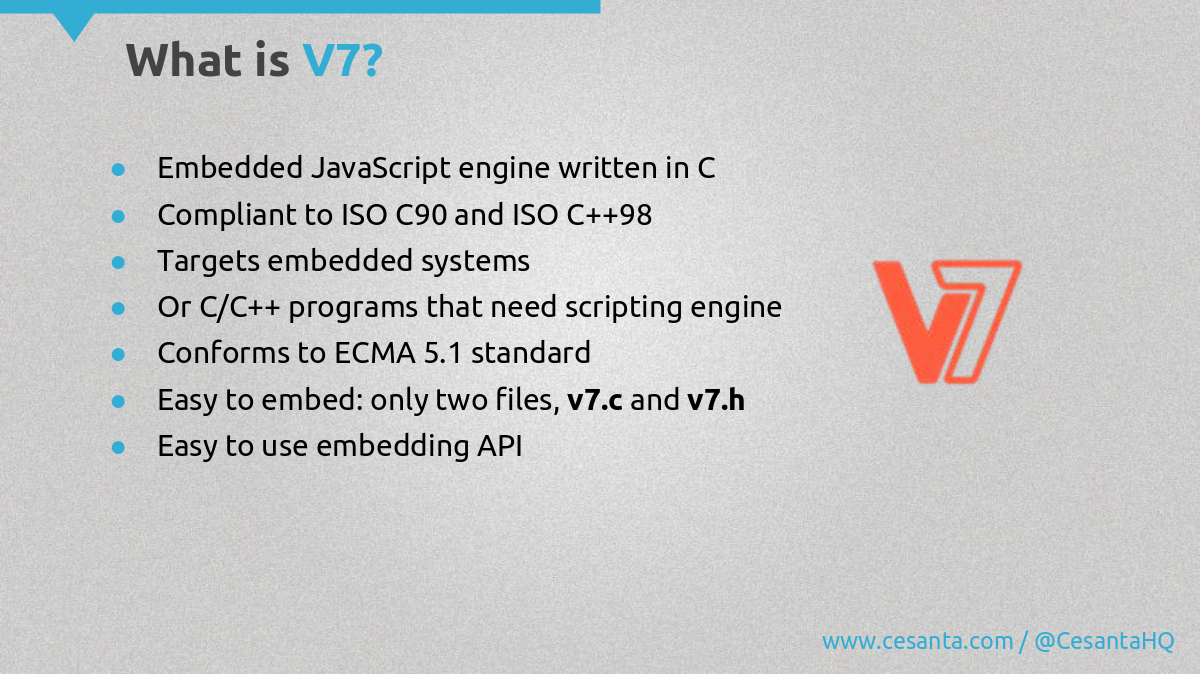 What is V7?
Embedded JavaScript engine written in C
Compliant to ISO C90 and ISO C++98
Targets embedded systems
Or C/C++ programs that need scripting engine
Conforms to ECMA 5.1 standard
Easy to embed: only two files, v7.c and v7.h
Easy to use embedding API
V7
www.cesanta.com / @CesantaHQ